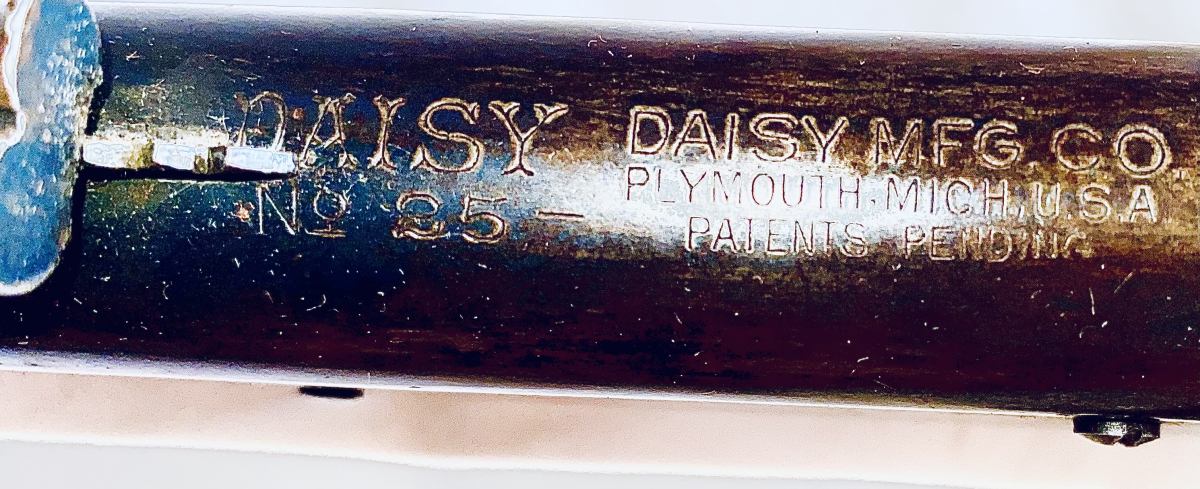 DAISY
Nº 25 -
DAISY MFG. CO.
PLYMOUTH, MICH., U.S.A.
PATENTS PENDING